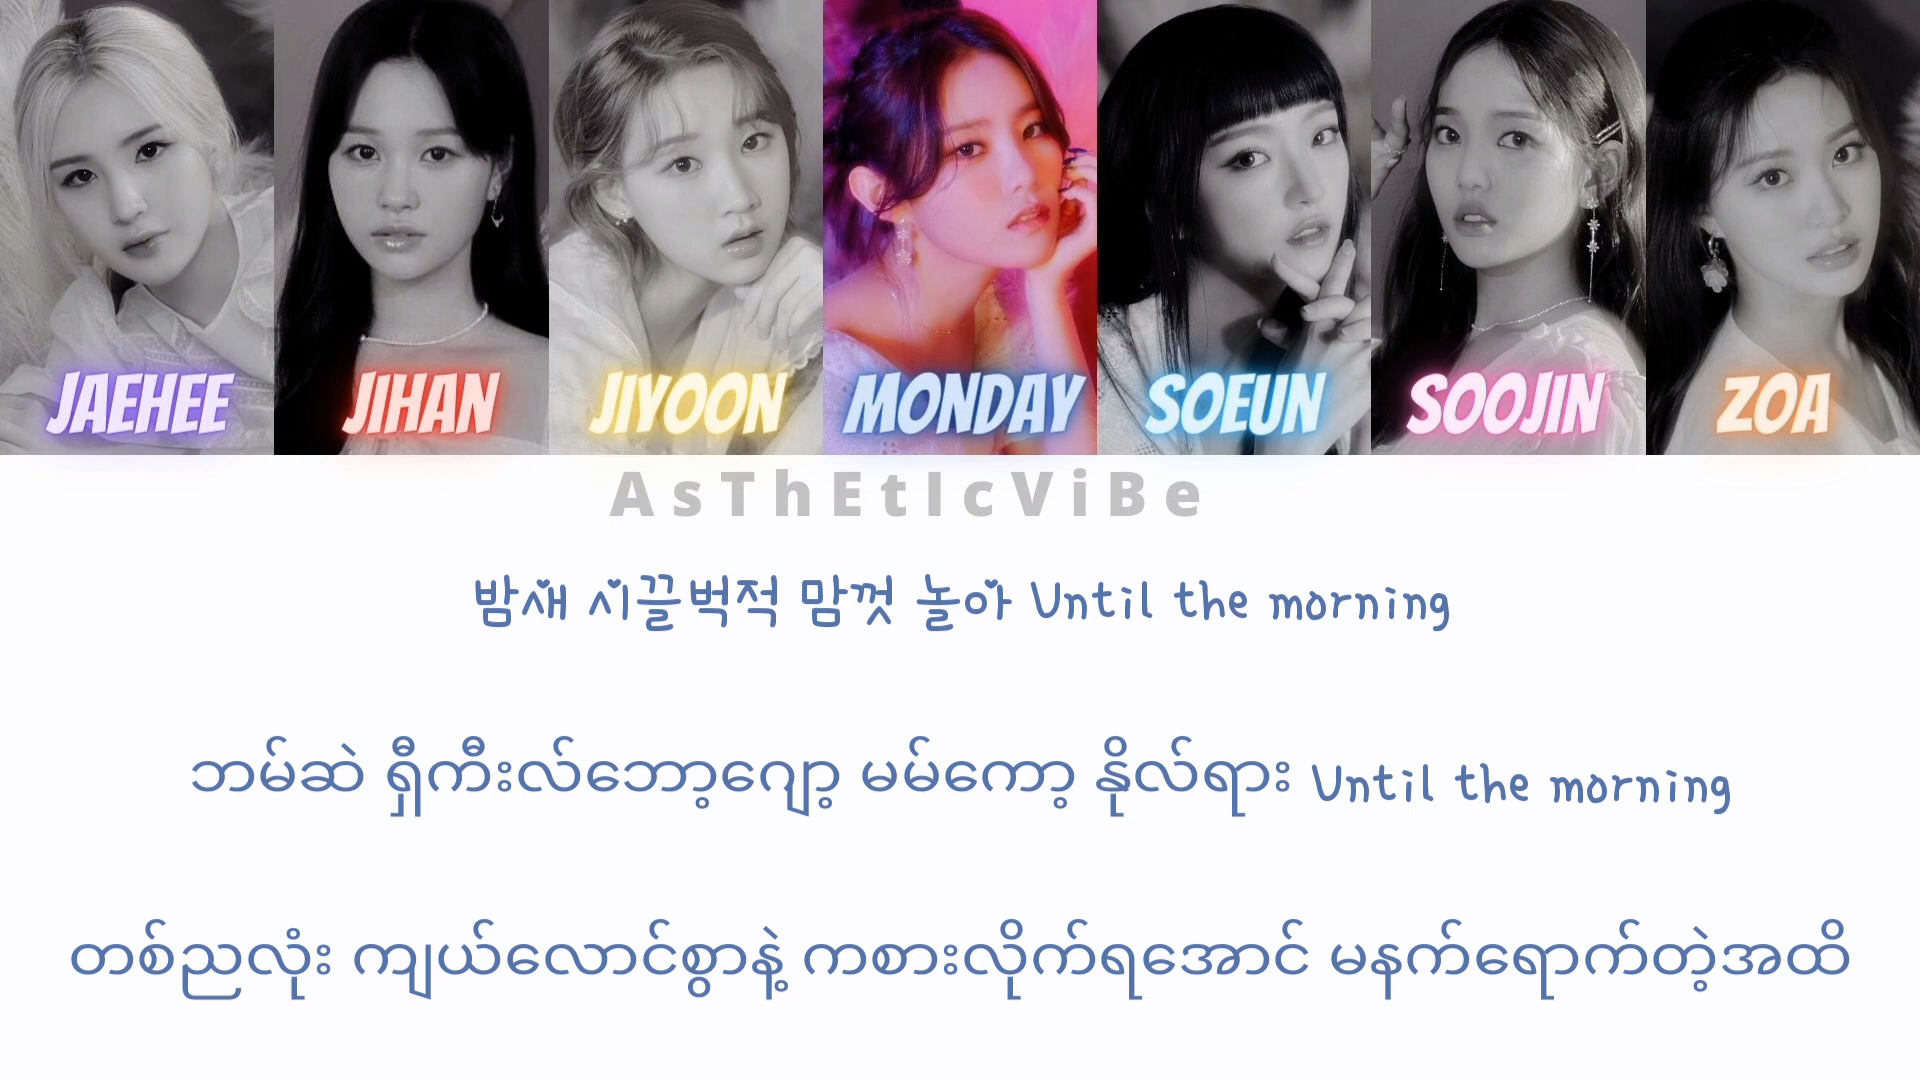 JAEHEE JIHAN JIYOON MONDAY SOEUN SOOJIN ZOA
AsThEtIcViBe
밤새 시끌벅적 맘껏 놀아 Until the morning
ဘမ်ဆဲ ရှီကီးလ်ဘော့ဂျော့ မမ်ကော့ နိုလ်ရား Until the morning
တစ်ညလုံး ကျယ်လောင်စွာနဲ့ ကစားလိုက်ရအောင် မနက်ရောက်တဲ့အထိ